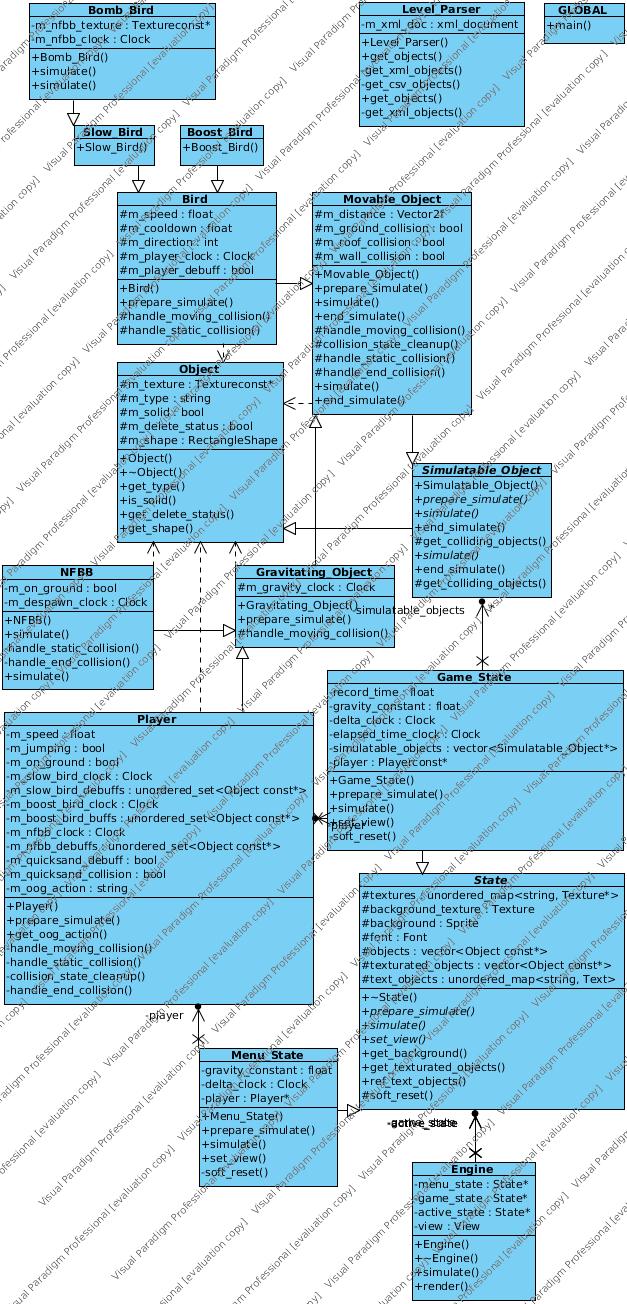 Bomb_Bird
-m_nfbb_texture : Textureconst*
-m_nfbb_clock : Clock
+Bomb_Bird()
+simulate()
+simulate()
Level_Parser
-m_xml_doc : xml_document
+Level_Parser()
+get_objects()
-get_xml_objects()
-get_csv_objects()
+get_objects()
-get_xml_objects()
GLOBAL
+main()
Slow_Bird
+Slow_Bird()
Boost_Bird
+Boost_Bird()
Bird
#m_speed : float
#m_cooldown : float
#m_direction : int
#m_player_clock : Clock
#m_player_debuff : bool
+Bird()
+prepare_simulate()
#handle_moving_collision()
#handle_static_collision()
Movable_Object
#m_distance : Vector2f
#m_ground_collision : bool
#m_roof_collision : bool
#m_wall_collision : bool
+Movable_Object()
+prepare_simulate()
+simulate()
+end_simulate()
#handle_moving_collision()
#collision_state_cleanup()
#handle_static_collision()
#handle_end_collision()
+simulate()
+end_simulate()
Object
#m_texture : Textureconst*
#m_type : string
#m_solid : bool
#m_delete_status : bool
#m_shape : RectangleShape
+Object()
+~Object()
+get_type()
+is_solid()
+get_delete_status()
+get_shape()
Simulatable_Object
+Simulatable_Object()
+prepare_simulate()
+simulate()
+end_simulate()
#get_colliding_objects()
+simulate()
+end_simulate()
#get_colliding_objects()
NFBB
-m_on_ground : bool
-m_despawn_clock : Clock
+NFBB()
+simulate()
-handle_static_collision()
-handle_end_collision()
+simulate()
Gravitating_Object
#m_gravity_clock : Clock
+Gravitating_Object()
+prepare_simulate()
#handle_moving_collision()
-simulatable_objects
*
Game_State
-record_time : float
-gravity_constant : float
-delta_clock : Clock
-elapsed_time_clock : Clock
-simulatable_objects : vector<Simulatable_Object*>
-player : Playerconst*
+Game_State()
+prepare_simulate()
+simulate()
+set_view()
-soft_reset()
-player
Player
-m_speed : float
-m_jumping : bool
-m_on_ground : bool
-m_slow_bird_clock : Clock
-m_slow_bird_debuffs : unordered_set<Object const*>
-m_boost_bird_clock : Clock
-m_boost_bird_buffs : unordered_set<Object const*>
-m_nfbb_clock : Clock
-m_nfbb_debuffs : unordered_set<Object const*>
-m_quicksand_debuff : bool
-m_quicksand_collision : bool
-m_oog_action : string
+Player()
+prepare_simulate()
+get_oog_action()
-handle_moving_collision()
-handle_static_collision()
-collision_state_cleanup()
-handle_end_collision()
State
#textures : unordered_map<string, Texture*>
#background_texture : Texture
#background : Sprite
#font : Font
#objects : vector<Object const*>
#texturated_objects : vector<Object const*>
#text_objects : unordered_map<string, Text>
+~State()
+prepare_simulate()
+simulate()
+set_view()
+get_background()
+get_texturated_objects()
+ref_text_objects()
#soft_reset()
-player
Menu_State
-gravity_constant : float
-delta_clock : Clock
-player : Player*
+Menu_State()
+prepare_simulate()
+simulate()
+set_view()
-soft_reset()
-active_state
Engine
-menu_state : State*
-game_state : State*
-active_state : State*
-view : View
+Engine()
+~Engine()
+simulate()
+render()
Visual Paradigm Professional [evaluation copy]